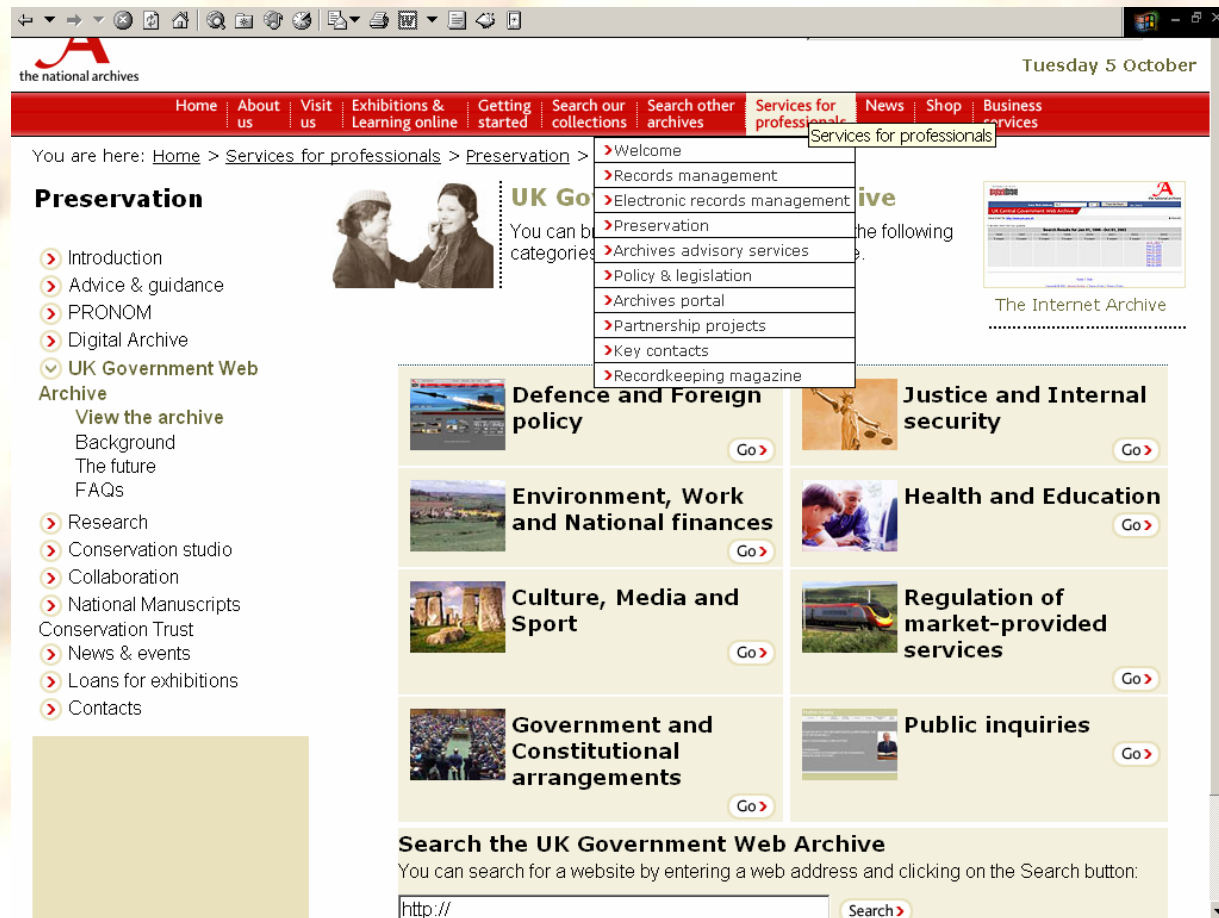 the national archives
Tuesday 5 October
Home About us Visit us Exhibitions & Learning online Getting started Search our collections Search other archives Services for professionals News Shop Business services
Services for professionals
You are here: Home > Services for professionals > Preservation >
Welcome
Records management
Electronic records management
Preservation
Archives advisory services
Policy & legislation
Archives portal
Partnership projects
Key contacts
Recordkeeping magazine
Preservation
Introduction
Advice & guidance
PRONOM
Digital Archive
UK Government Web
Archive
View the archive
Background
The future
FAQs
Research
Conservation studio
Collaboration
National Manuscripts
Conservation Trust
News & events
Loans for exhibitions
Contacts
UK Go ive
You can b he following
categories e.
The Internet Archive
Defence and Foreign
policy
Go
Justice and Internal
security
Go
Environment, Work
and National finances
Go
Health and Education
Go
Culture, Media and
Sport
Go
Regulation of
market-provided
services
Go
Government and
Constitutional
arrangements
Go
Public inquiries
Go
Search the UK Government Web Archive
You can search for a website by entering a web address and clicking on the Search button:
http://
Search